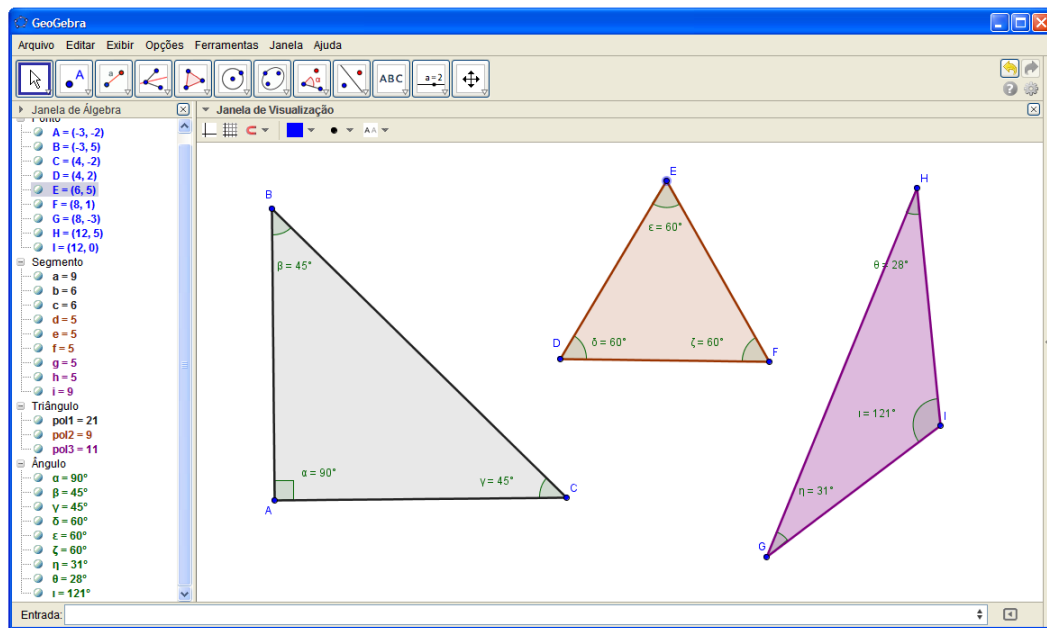 GeoGebra
Arquivo Editar Exibir Opções Ferramentas Janela Ajuda
A a α ABC a=2
Janela de Álgebra
Janela de Visualização
AA
Ponto
A = (-3, -2)
B = (-3, 5)
C = (4, -2)
D = (4, 2)
E = (6, 5)
F = (8, 1)
G = (8, -3)
H = (12, 5)
I = (12, 0)
Segmento
a = 9
b = 6
c = 6
d = 5
e = 5
f = 5
g = 5
h = 5
i = 9
Triângulo
pol1 = 21
pol2 = 9
pol3 = 11
Ângulo
α = 90°
β = 45°
γ = 45°
δ = 60°
ε = 60°
ζ = 60°
η = 31°
θ = 28°
ι = 121°
B
β = 45°
α = 90°
γ = 45°
A
C
E
ε = 60°
D
δ = 60°
ζ = 60°
F
H
θ = 28°
ι = 121°
I
η = 31°
G
Entrada: